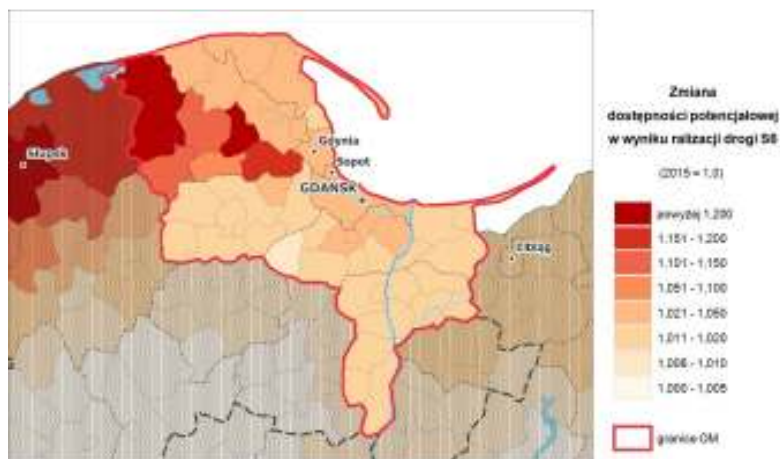 Gdynia
Sopot
GDAŃSK
Słupsk
Elbląg
Zmiana
dostępności potencjałowej
w wyniku ralizacji drogi S6
(2015 = 1,0)
powyżej 1.200
1.151 - 1.200
1.101 - 1.150
1.051 - 1.100
1.021 - 1.050
1.011 - 1.020
1.006 - 1.010
1.000 - 1.005
granice OM